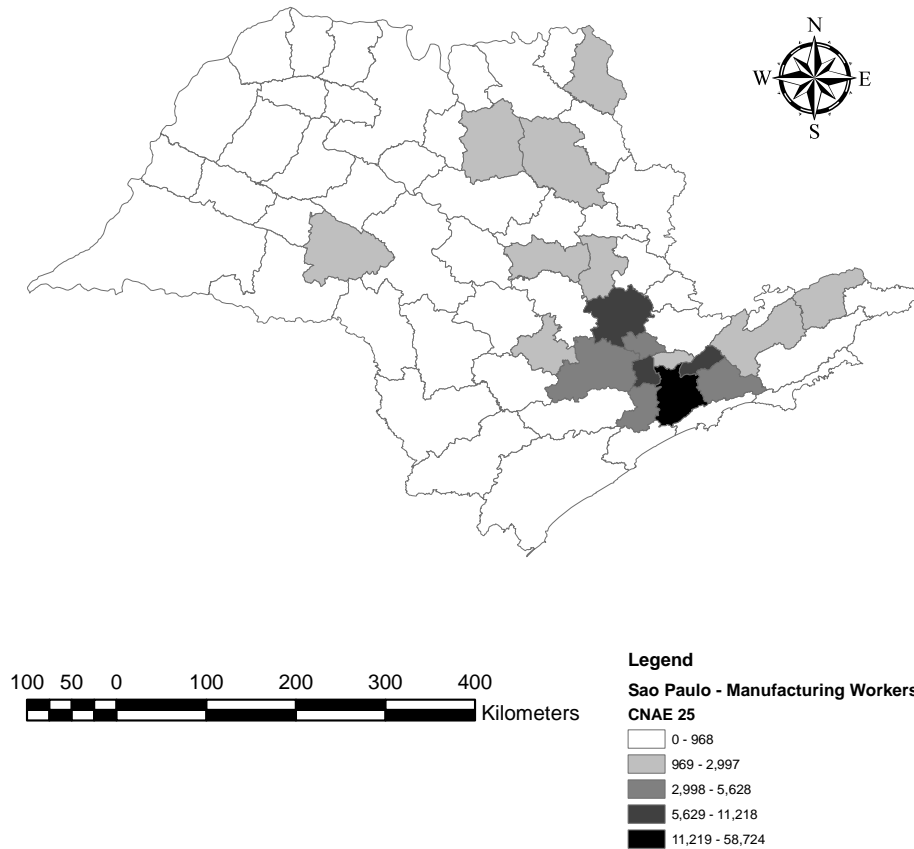 N
W E
S
100 50 0 100 200 300 400
Kilometers
Legend
Sao Paulo - Manufacturing Workers
CNAE 25
0 - 968
969 - 2,997
2,998 - 5,628
5,629 - 11,218
11,219 - 58,724